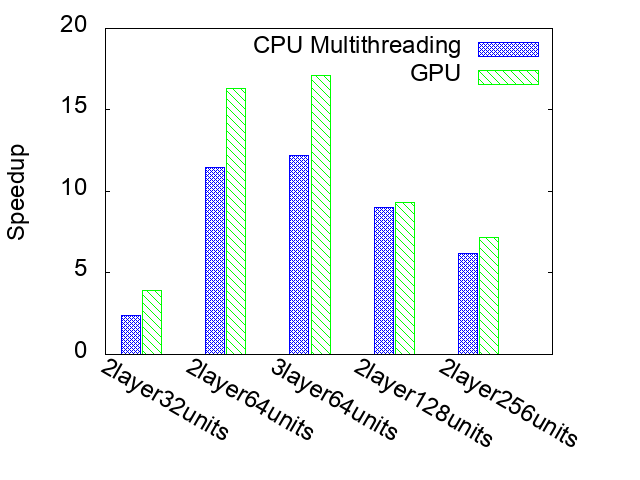 20
CPU Multithreading
GPU
15
10
5
0
Speedup
2layer32units
2layer64units
3layer64units
2layer128units
2layer256units